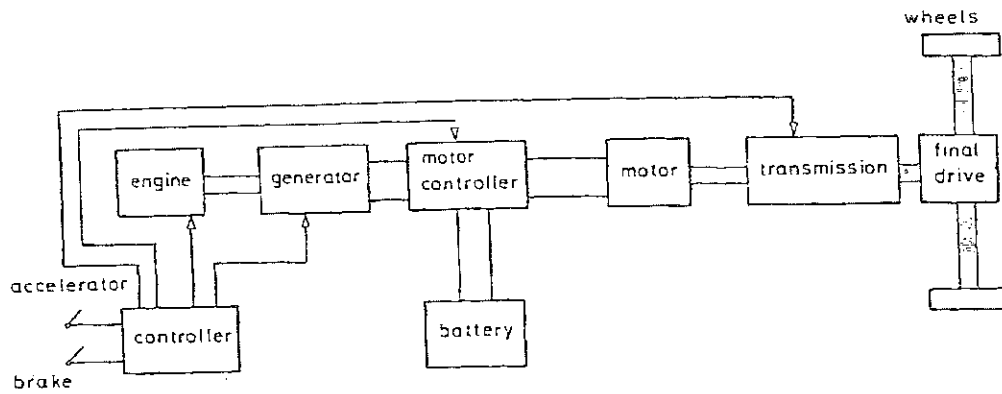 wheels
engine
generator
motor
controller
motor
transmission
final
drive
accelerator
controller
battery
brake